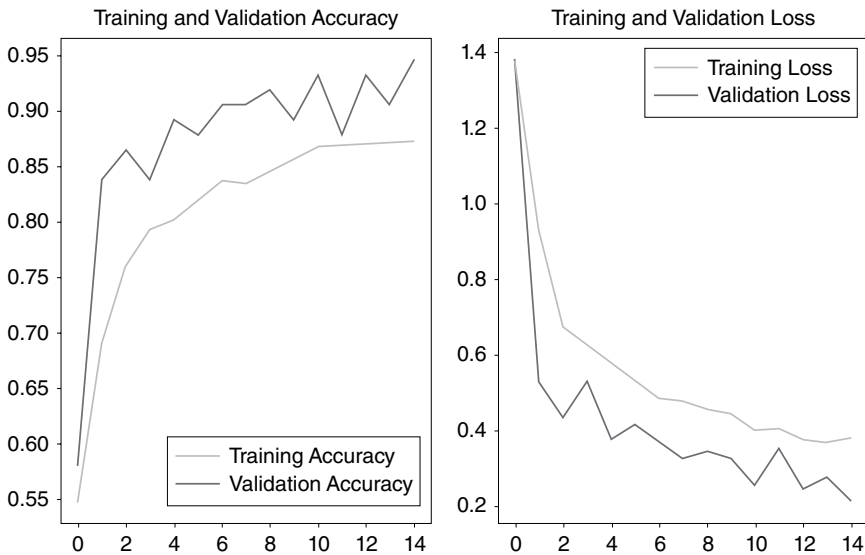 Training and Validation Accuracy
0.95
0.90
0.85
0.80
0.75
0.70
0.65
0.60
0.55
Training Accuracy
Validation Accuracy
0 2 4 6 8 10 12 14
Training and Validation Loss
1.4
1.2
1.0
0.8
0.6
0.4
0.2
Training Loss
Validation Loss
0 2 4 6 8 10 12 14